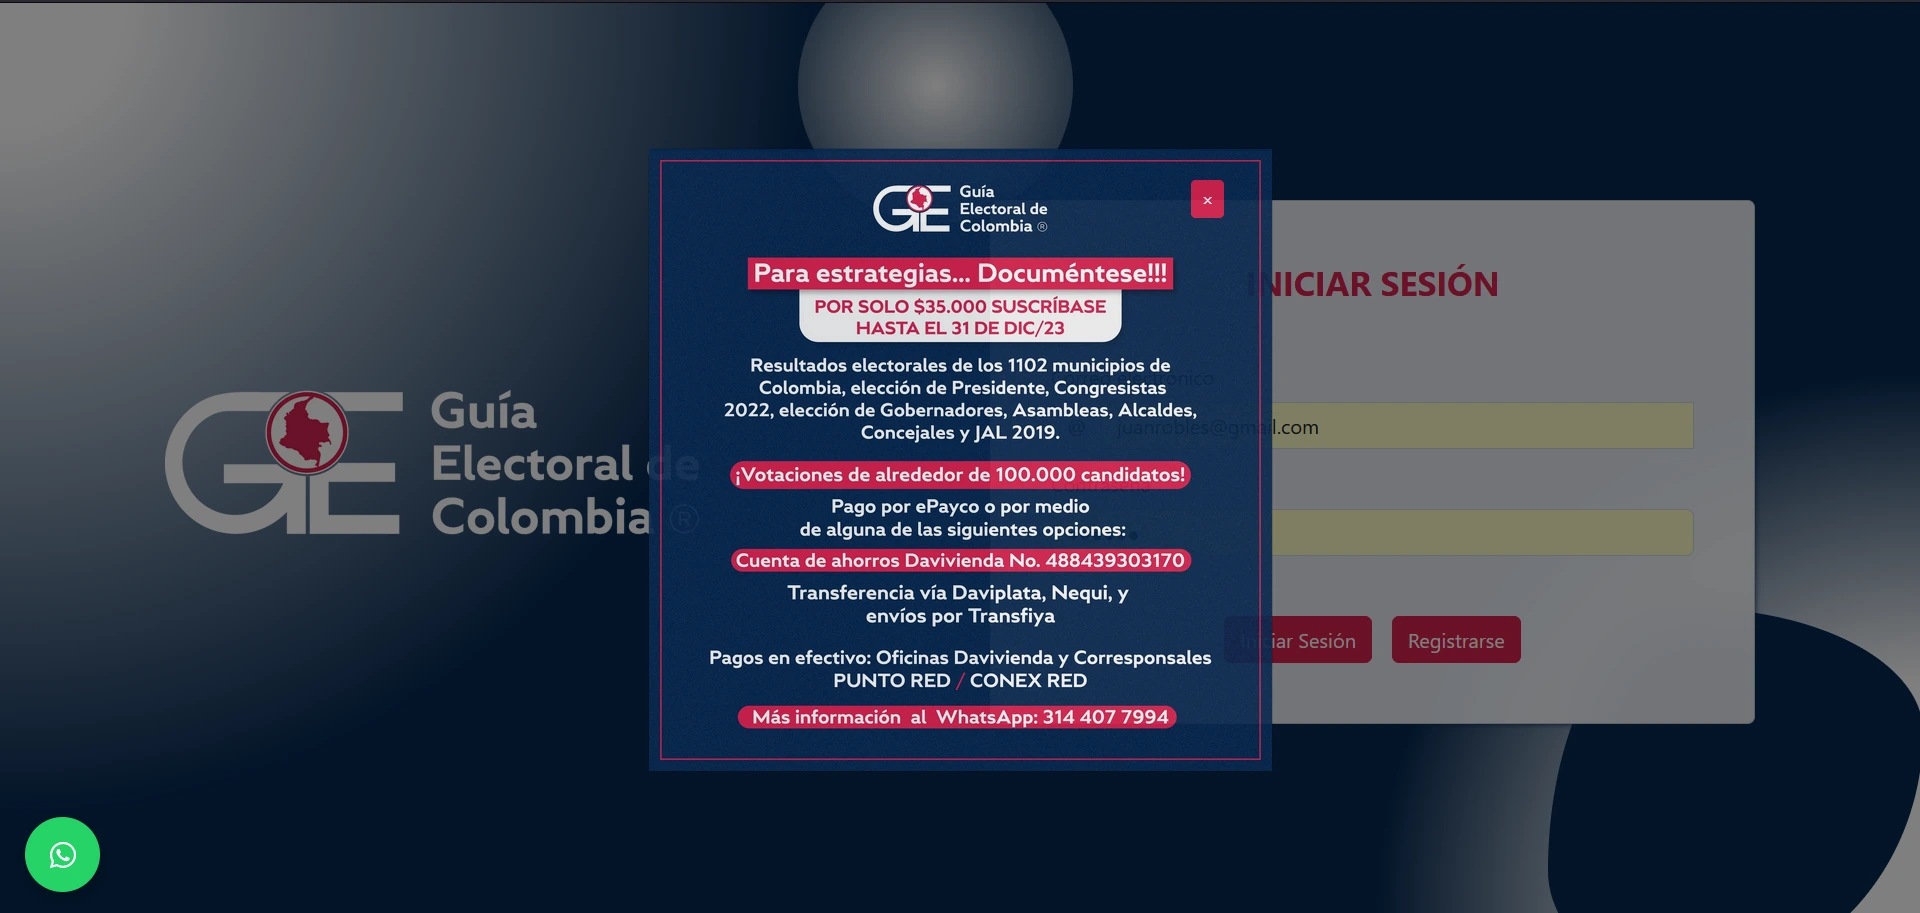 Guía
Electoral de
Colombia ®
Guía
Electoral de
Colombia ®
×
Para estrategias... Documéntese!!!
POR SOLO $35.000 SUSCRÍBASE
HASTA EL 31 DE DIC/23
Resultados electorales de los 1102 municipios de
Colombia, elección de Presidente, Congresistas
2022, elección de Gobernadores, Asambleas, Alcaldes,
Concejales y JAL 2019.
¡Votaciones de alrededor de 100.000 candidatos!
Pago por ePayco o por medio
de alguna de las siguientes opciones:
Cuenta de ahorros Davivienda No. 488439303170
Transferencia vía Daviplata, Nequi, y
envíos por Transfiya
Pagos en efectivo: Oficinas Davivienda y Corresponsales
PUNTO RED / CONEX RED
Más información al WhatsApp: 314 407 7994
INICIAR SESIÓN
@ juanrobles@gmail.com
Iniciar Sesión
Registrarse